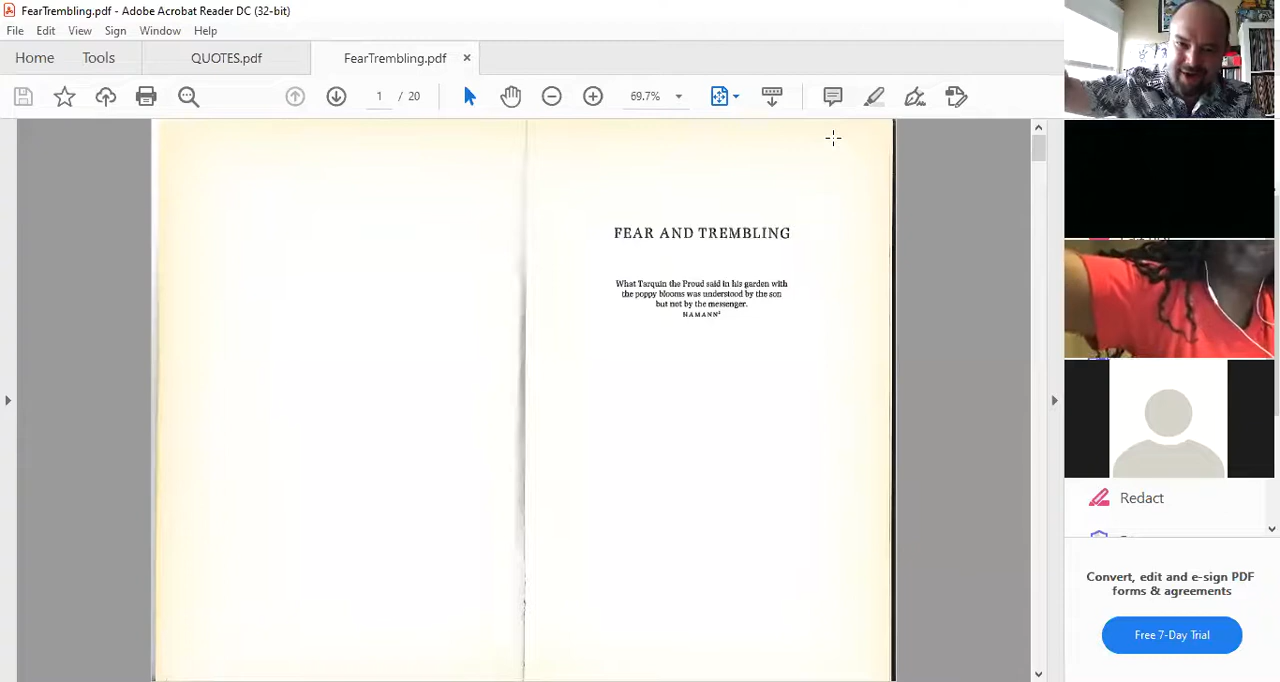 FearTrembling.pdf - Adobe Acrobat Reader DC (32-bit)
File Edit View Sign Window Help
Home Tools QUOTES.pdf FearTrembling.pdf
1 / 20 69.7%
FEAR AND TREMBLING
What Tarquin the Proud said in his garden with
the poppy blooms was understood by the son
but not by the messenger.
HAMANN²
Redact
Convert, edit and e-sign PDF
forms & agreements
Free 7-Day Trial